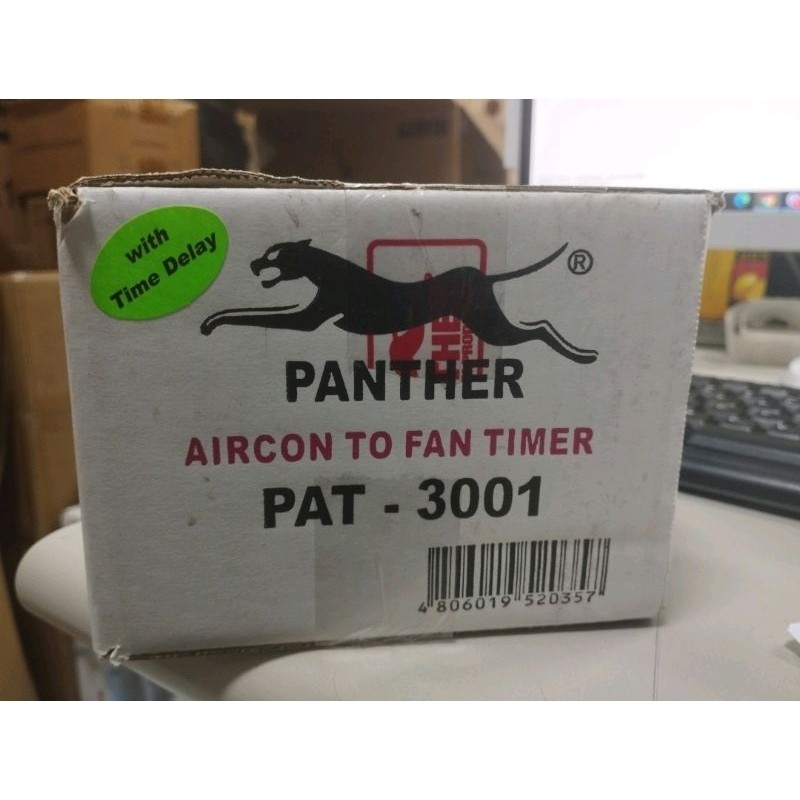 with
Time Delay
®
PANTHER
AIRCON TO FAN TIMER
PAT - 3001
4 806019 520357